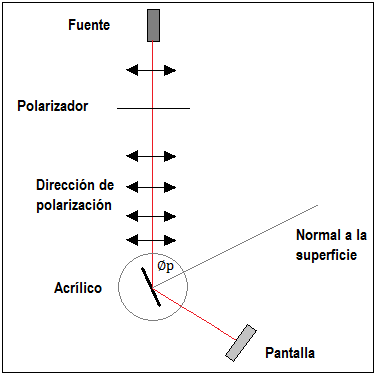 Fuente
Polarizador
Dirección de
polarización
Normal a la
superficie
Øp
Acrílico
Pantalla